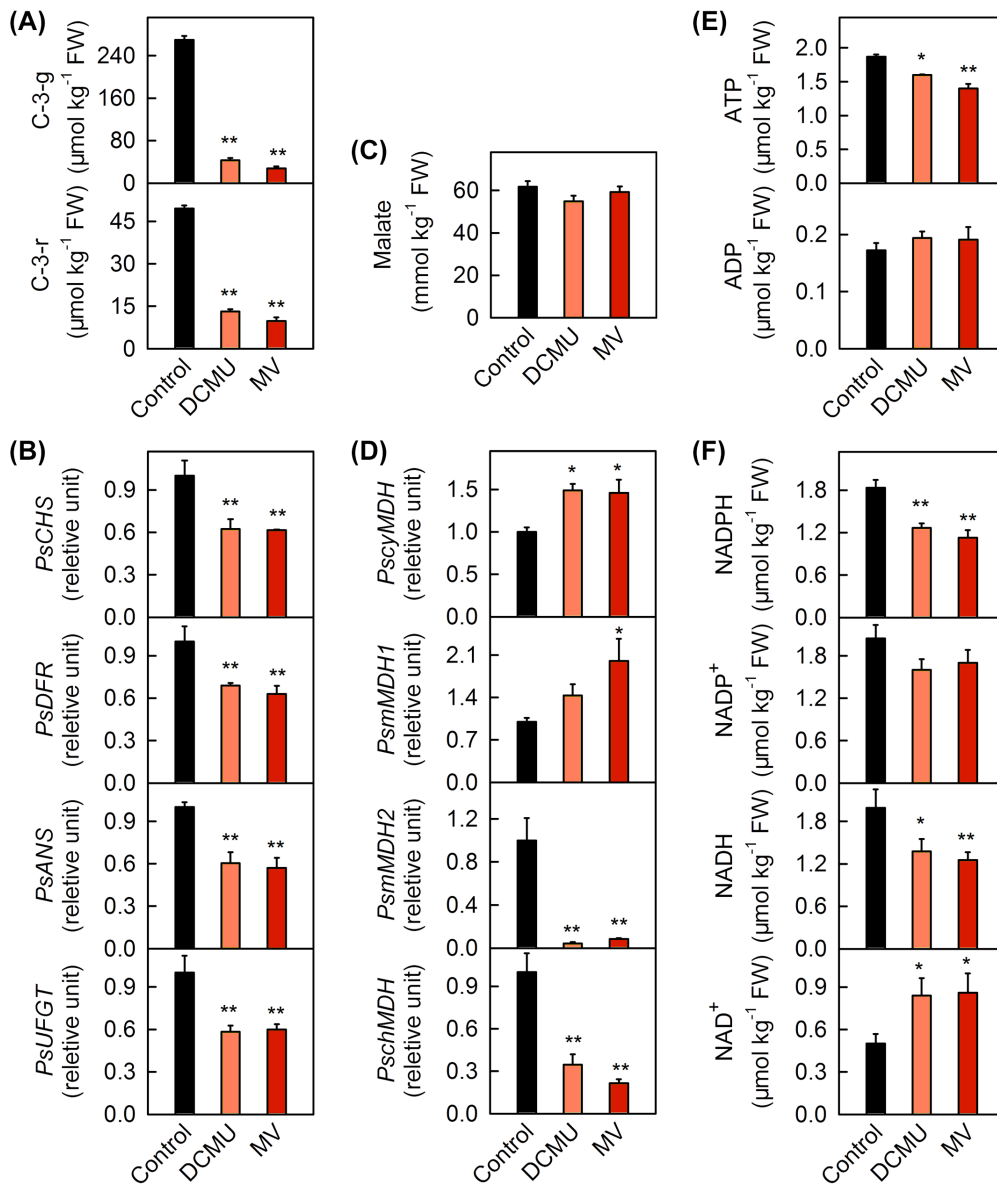 (A)
C-3-g
(µmol kg⁻¹ FW)
270
180
90
0
**
**
C-3-r
(µmol kg⁻¹ FW)
45
30
15
0
**
**
Control
DCMU
MV
(B)
PsCHS
(reletive unit)
0.9
0.6
0.3
0.0
**
**
PsDFR
(reletive unit)
0.9
0.6
0.3
0.0
**
**
PsANS
(reletive unit)
0.9
0.6
0.3
0.0
**
**
PsUFGT
(reletive unit)
0.9
0.6
0.3
0.0
**
**
Control
DCMU
MV
(C)
Malate
(mmol kg⁻¹ FW)
60
40
20
0
Control
DCMU
MV
(D)
PscyMDH
(reletive unit)
1.5
1.0
0.5
0.0
*
*
PsmMDH1
(reletive unit)
2.1
1.4
0.7
0.0
*
PsmMDH2
(reletive unit)
1.2
0.8
0.4
0.0
**
**
PschMDH
(reletive unit)
0.9
0.6
0.3
0.0
**
**
Control
DCMU
MV
(E)
ATP
(µmol kg⁻¹ FW)
2.0
1.5
1.0
0.5
0.0
*
**
ADP
(µmol kg⁻¹ FW)
0.2
0.1
0.0
Control
DCMU
MV
(F)
NADPH
(µmol kg⁻¹ FW)
1.8
1.2
0.6
0.0
**
**
NADP⁺
(µmol kg⁻¹ FW)
1.8
1.2
0.6
0.0
NADH
(µmol kg⁻¹ FW)
1.8
1.2
0.6
0.0
*
**
NAD⁺
(µmol kg⁻¹ FW)
0.9
0.6
0.3
0.0
*
*
Control
DCMU
MV